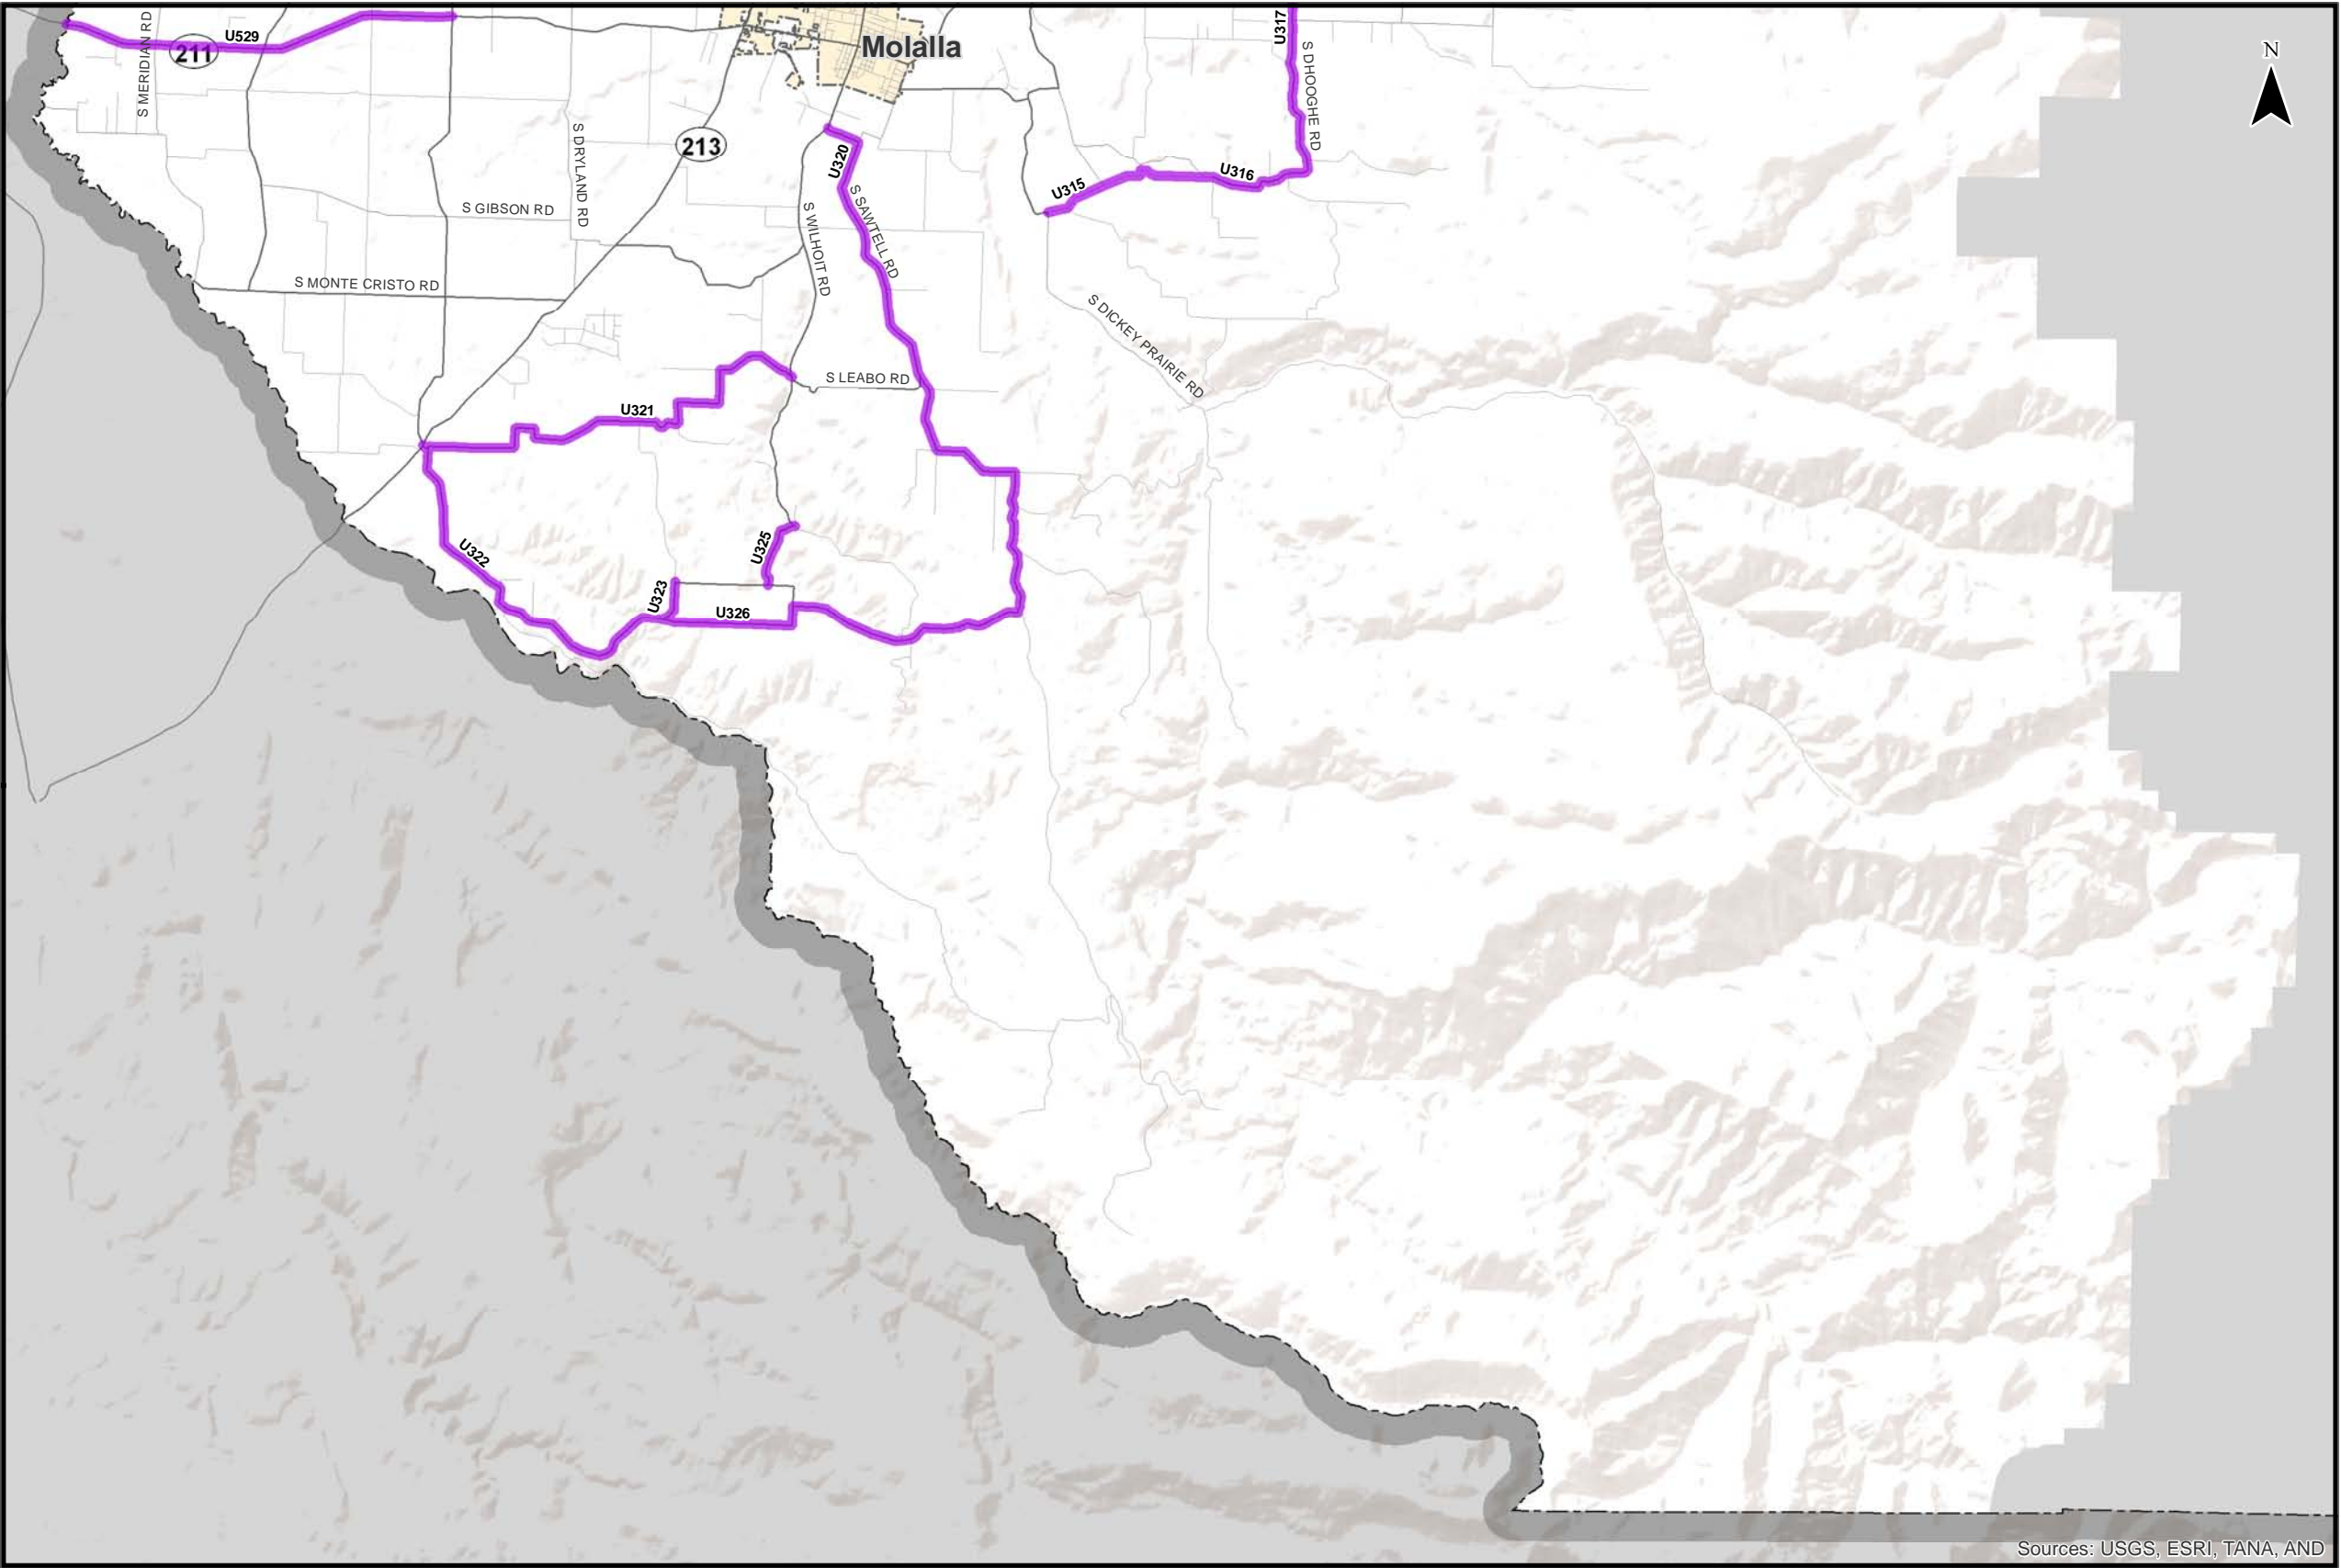 S MERIDIAN RD
U529
211
Molalla
U317
S DHOOGHE RD
N
S DRYLAND RD
213
U320
U315
U316
S GIBSON RD
S WILHOIT RD
S SAWTELL RD
S MONTE CRISTO RD
S DICKEY PRAIRIE RD
S LEABO RD
U321
U322
U325
U323
U326
Sources: USGS, ESRI, TANA, AND